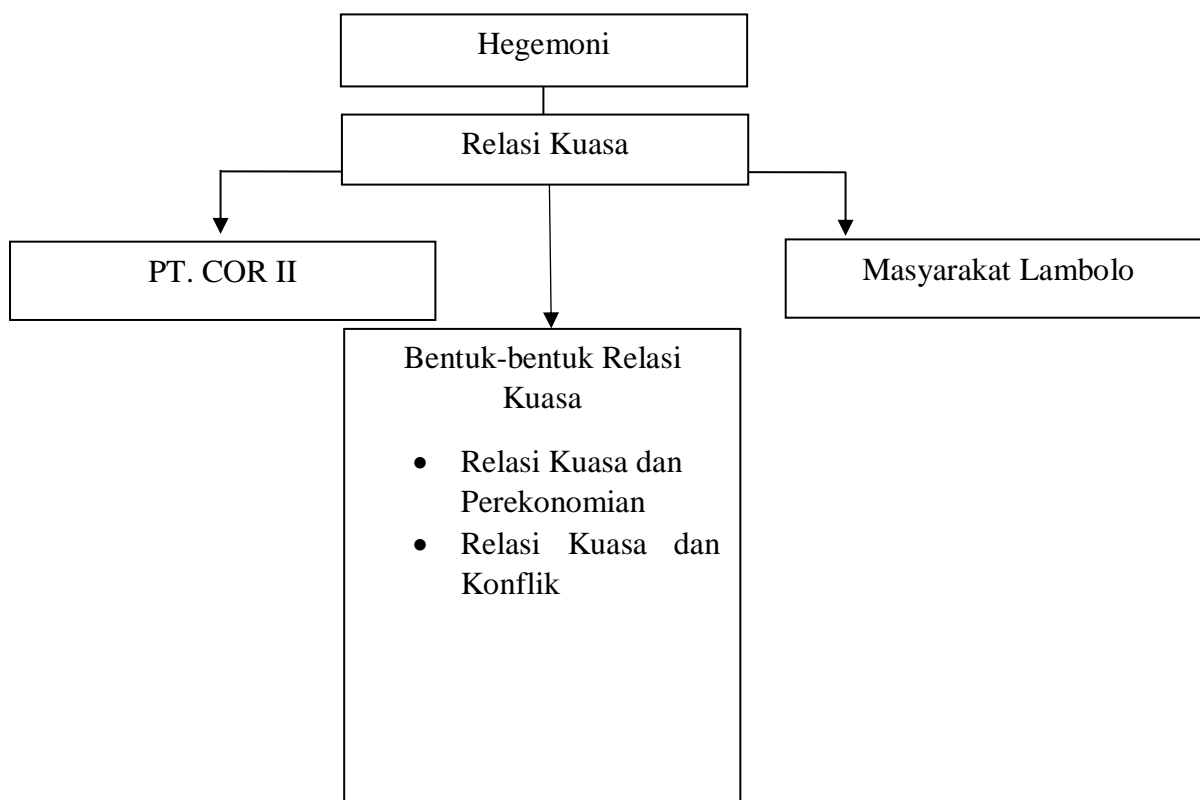 Hegemoni
Relasi Kuasa
PT. COR II
Masyarakat Lambolo
Bentuk-bentuk Relasi
Kuasa
• Relasi Kuasa dan
Perekonomian
• Relasi Kuasa dan
Konflik